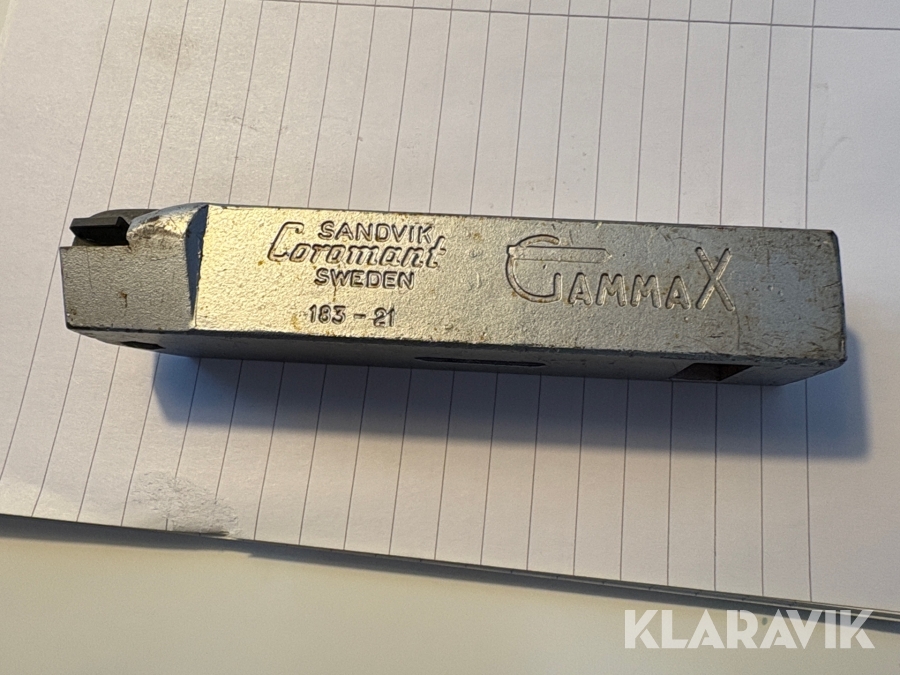 SANDVIK
Coromant
SWEDEN
183-21
GAMMAX
KLARAVIK